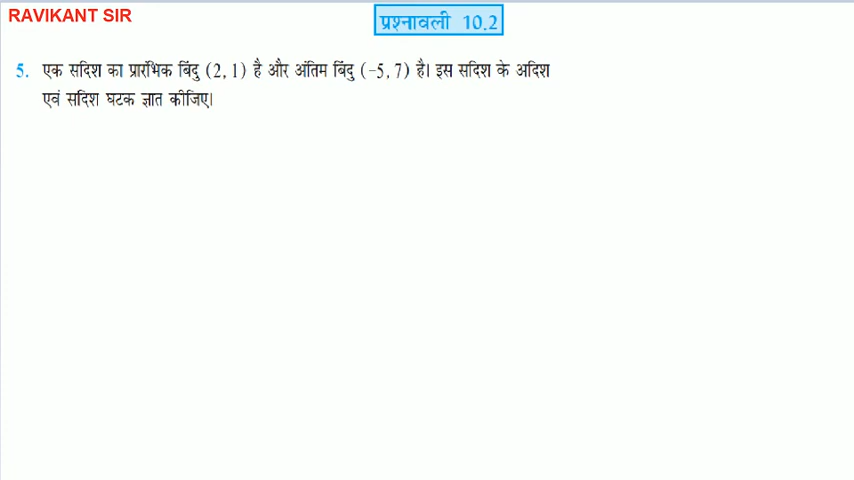 RAVIKANT SIR
प्रश्नावली 10.2
5. एक सदिश का प्रारंभिक बिंदु (2, 1) है और अंतिम बिंदु (–5, 7) है। इस सदिश के अदिश
एवं सदिश घटक ज्ञात कीजिए।